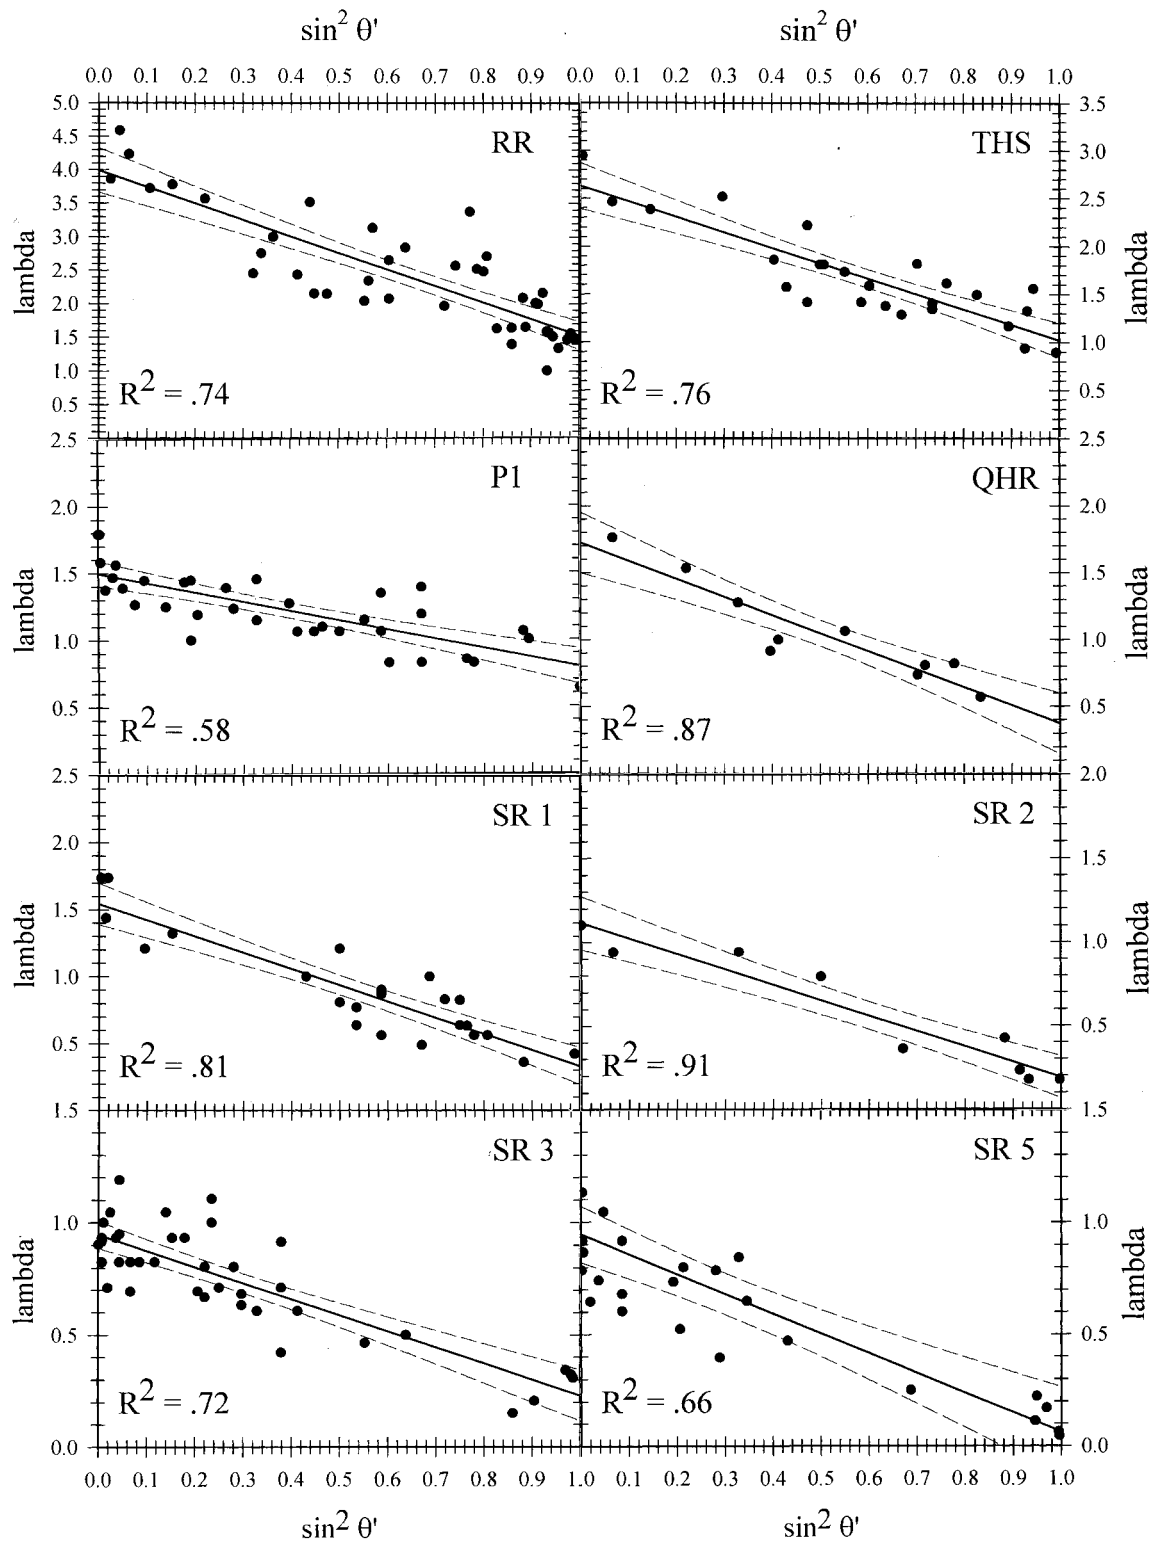 sin² θ' sin² θ'
0.0 0.1 0.2 0.3 0.4 0.5 0.6 0.7 0.8 0.9 0.0 0.1 0.2 0.3 0.4 0.5 0.6 0.7 0.8 0.9 1.0
5.0 RR THS 3.5
4.5 3.0
4.0 2.5
3.5 2.0
3.0 1.5
2.5 1.0
2.0 0.5
1.5
1.0
0.5
lambda lambda
R² = .74 R² = .76
2.5 P1 QHR 2.5
2.0 2.0
1.5 1.5
1.0 1.0
0.5 0.5
lambda lambda
R² = .58 R² = .87
2.5 SR 1 SR 2 2.0
2.0 1.5
1.5 1.0
1.0 0.5
0.5
lambda lambda
R² = .81 R² = .91
1.5 SR 3 SR 5 1.5
1.0 1.0
0.5 0.5
0.0 0.0
lambda lambda
R² = .72 R² = .66
0.0 0.1 0.2 0.3 0.4 0.5 0.6 0.7 0.8 0.9 1.0 0.1 0.2 0.3 0.4 0.5 0.6 0.7 0.8 0.9 1.0
sin² θ' sin² θ'